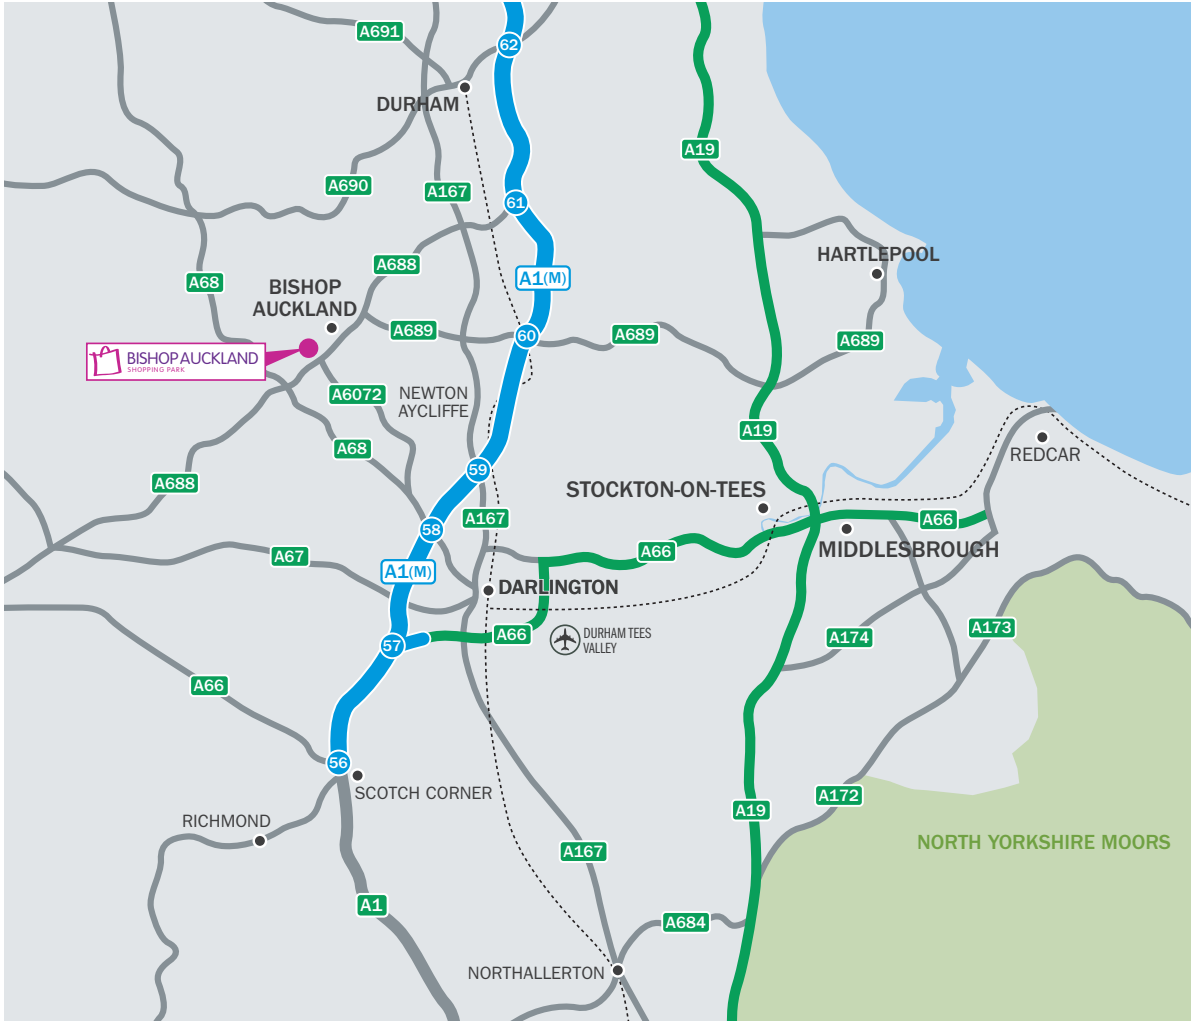 A691
62
DURHAM
A19
A690
A167
61
HARTLEPOOL
A688
A68
A1(M)
BISHOP
AUCKLAND
A689
60
A689
A689
BISHOP AUCKLAND
SHOPPING PARK
A6072
NEWTON
AYCLIFFE
A19
A68
REDCAR
59
A688
STOCKTON-ON-TEES
A167
A66
58
A66
MIDDLESBROUGH
A67
A1(M)
DARLINGTON
A66
DURHAM TEES
VALLEY
A174
A173
57
A66
56
SCOTCH CORNER
A172
A19
RICHMOND
NORTH YORKSHIRE MOORS
A167
A1
A684
NORTHALLERTON